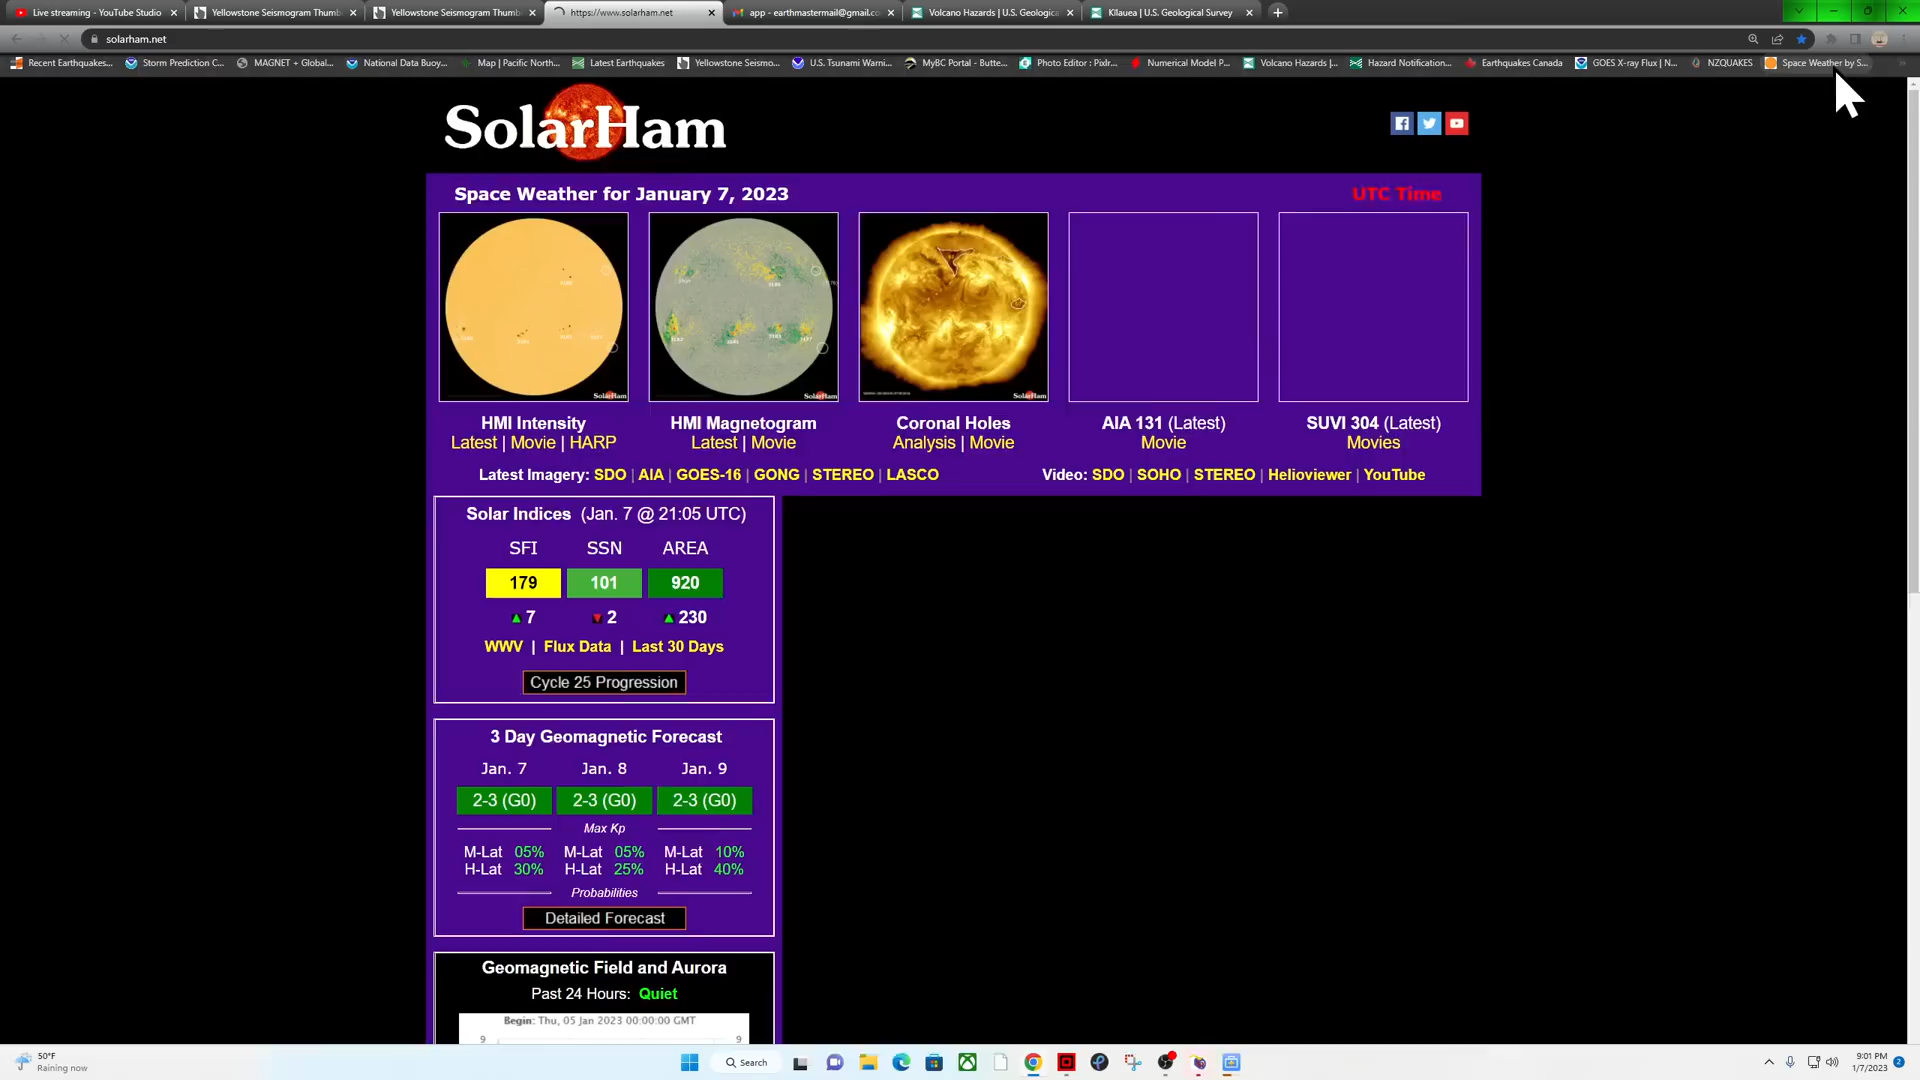 Live streaming - YouTube Studio
Yellowstone Seismogram Thumb
Yellowstone Seismogram Thumb
https://www.solarham.net
app - earthmastermail@gmail.co
Volcano Hazards | U.S. Geologica
Kīlauea | U.S. Geological Survey
solarham.net
Recent Earthquakes...
Storm Prediction C...
MAGNET + Global...
National Data Buoy...
Map | Pacific North...
Latest Earthquakes
Yellowstone Seismo...
U.S. Tsunami Warni...
MyBC Portal - Butte...
Photo Editor : Pixlr...
Numerical Model P...
Volcano Hazards |...
Hazard Notification...
Earthquakes Canada
GOES X-ray Flux | N...
NZQUAKES
Space Weather by S...
SolarHam
Space Weather for January 7, 2023
UTC Time
SolarHam
SolarHam
SolarHam
HMI Intensity
Latest | Movie | HARP
HMI Magnetogram
Latest | Movie
Coronal Holes
Analysis | Movie
AIA 131 (Latest)
Movie
SUVI 304 (Latest)
Movies
Latest Imagery: SDO | AIA | GOES-16 | GONG | STEREO | LASCO
Video: SDO | SOHO | STEREO | Helioviewer | YouTube
Solar Indices (Jan. 7 @ 21:05 UTC)
SFI SSN AREA
179 101 920
7 2 230
WWV | Flux Data | Last 30 Days
Cycle 25 Progression
3 Day Geomagnetic Forecast
Jan. 7 Jan. 8 Jan. 9
2-3 (G0) 2-3 (G0) 2-3 (G0)
Max Kp
M-Lat 05% M-Lat 05% M-Lat 10%
H-Lat 30% H-Lat 25% H-Lat 40%
Probabilities
Detailed Forecast
Geomagnetic Field and Aurora
Past 24 Hours: Quiet
Begin: Thu, 05 Jan 2023 00:00:00 GMT
9 9
50°F
Raining now
Search
9:01 PM
1/7/2023
2